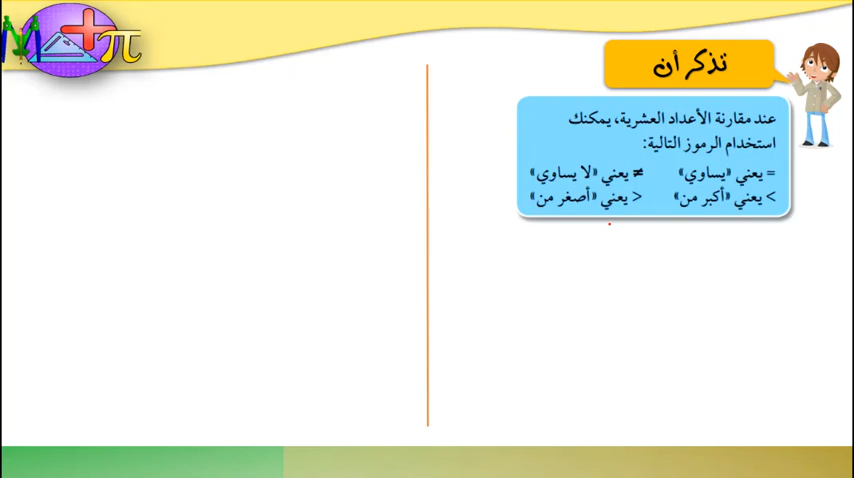 M+π
تذكر أن
عند مقارنة الأعداد العشرية، يمكنك
استخدام الرموز التالية:
= يعني «يساوي» ≠ يعني «لا يساوي»
< يعني «أكبر من» > يعني «أصغر من»